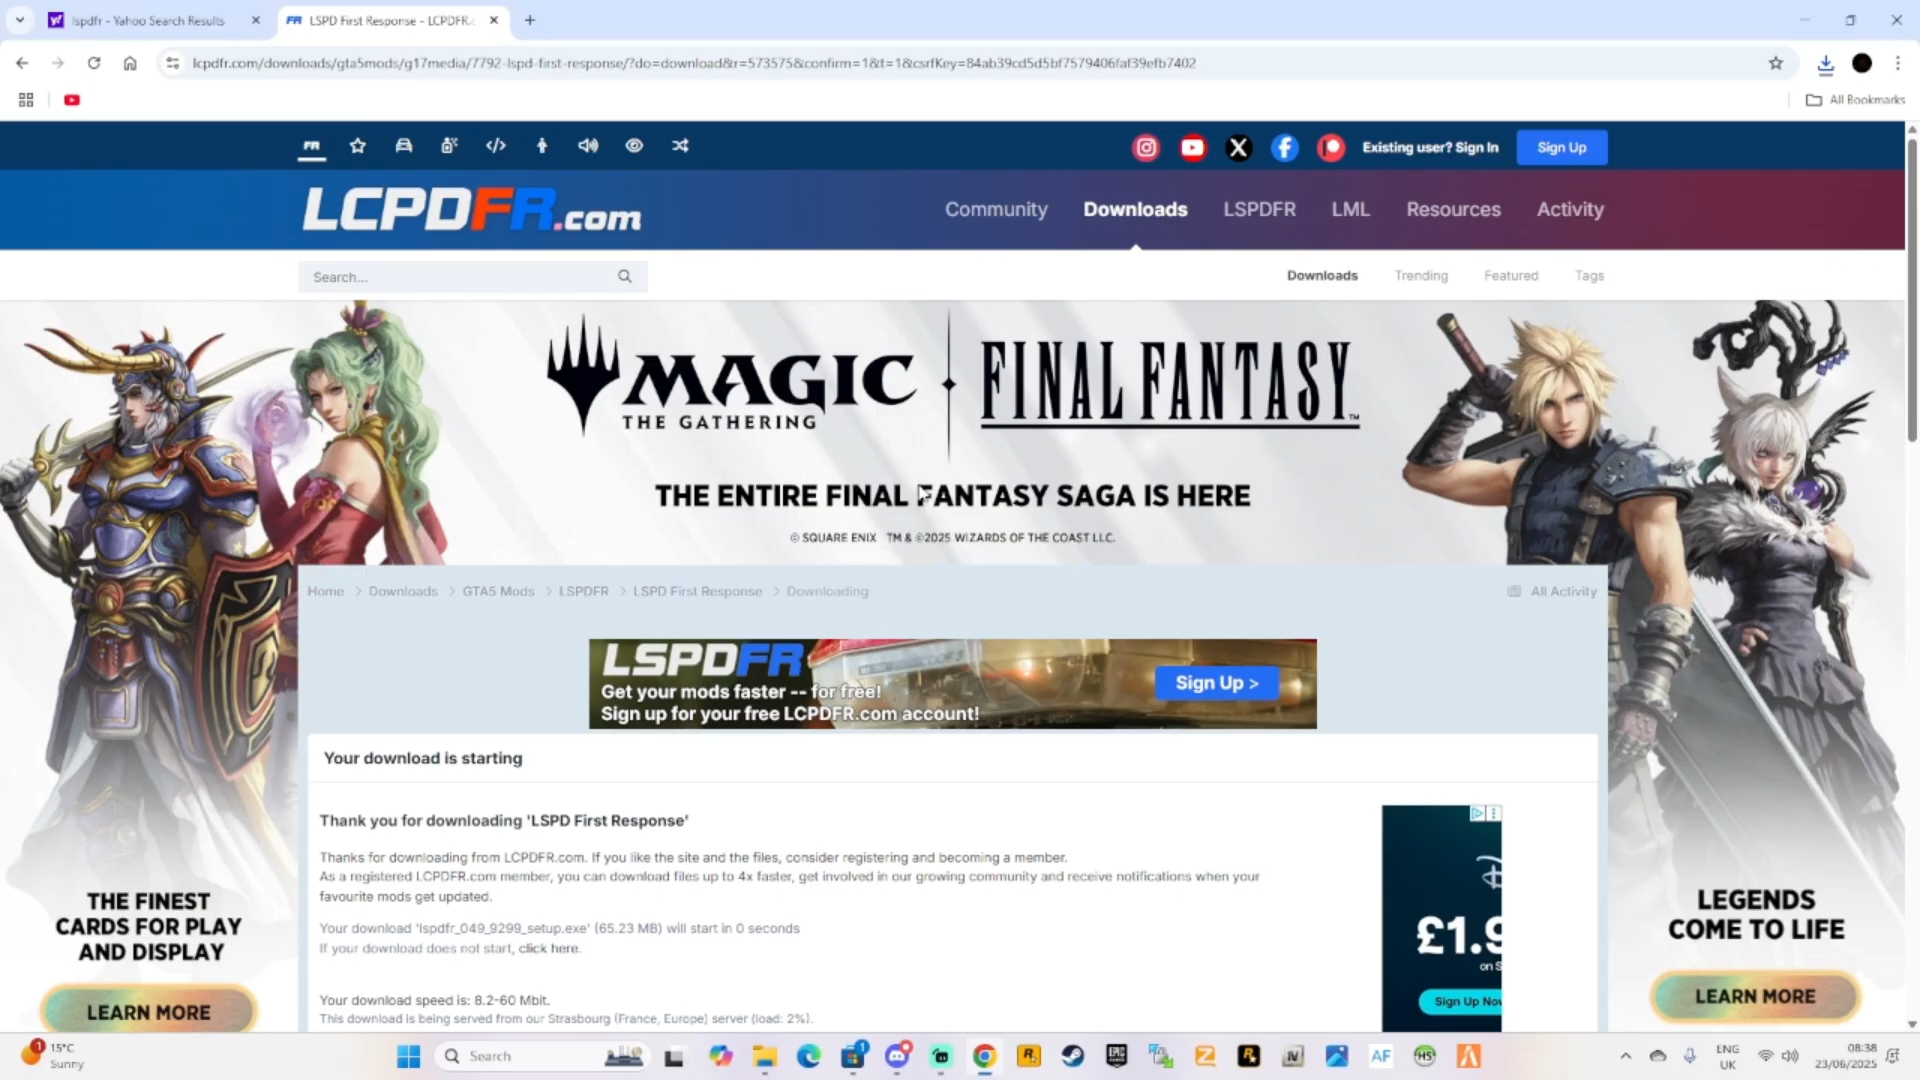 lspdfr - Yahoo Search Results
LSPD First Response - LCPDFR.c
lcpdfr.com/downloads/gta5mods/g17media/7792-lspd-first-response/?do=download&r=573575&confirm=1&t=1&csrfKey=84ab39cd5d5bf7579406faf39efb7402
All Bookmarks
Existing user? Sign In
Sign Up
LCPDFR.com
Community
Downloads
LSPDFR
LML
Resources
Activity
Search...
Downloads
Trending
Featured
Tags
MAGIC
THE GATHERING
FINAL FANTASY™
THE ENTIRE FINAL FANTASY SAGA IS HERE
© SQUARE ENIX TM & ©2025 WIZARDS OF THE COAST LLC.
Home > Downloads > GTA5 Mods > LSPDFR > LSPD First Response > Downloading
All Activity
LSPDFR
Get your mods faster -- for free!
Sign up for your free LCPDFR.com account!
Sign Up >
Your download is starting
Thank you for downloading 'LSPD First Response'
Thanks for downloading from LCPDFR.com. If you like the site and the files, consider registering and becoming a member.
As a registered LCPDFR.com member, you can download files up to 4x faster, get involved in our growing community and receive notifications when your
favourite mods get updated.
Your download 'lspdfr_049_9299_setup.exe' (65.23 MB) will start in 0 seconds
If your download does not start, click here.
Your download speed is: 8.2-60 Mbit.
This download is being served from our Strasbourg (France, Europe) server (load: 2%).
£1.9
on S
Sign Up Now
THE FINEST
CARDS FOR PLAY
AND DISPLAY
LEARN MORE
LEGENDS
COME TO LIFE
LEARN MORE
15°C
Sunny
Search
ENG
UK
08:38
23/06/2025